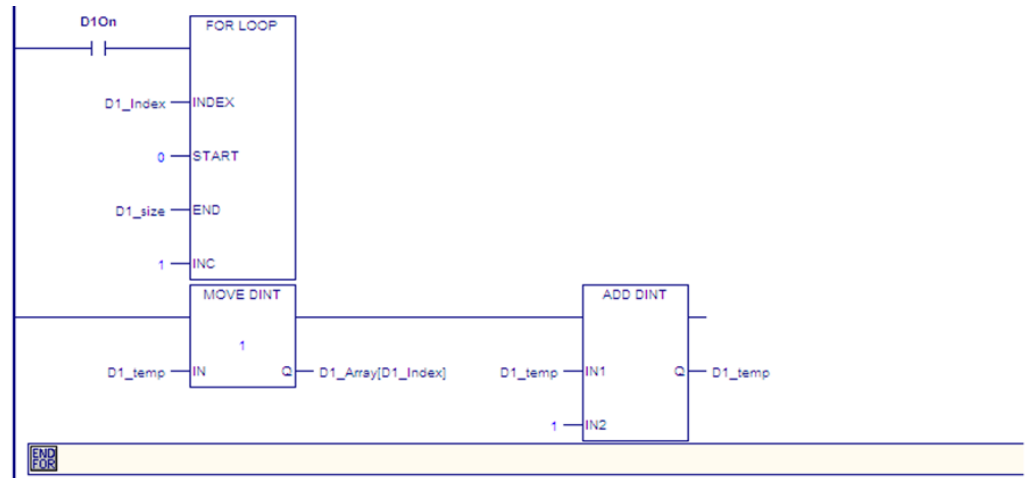 D1On
FOR LOOP
D1_Index INDEX
0 START
D1_size END
1 INC
MOVE DINT ADD DINT
1
D1_temp IN Q D1_Array[D1_Index] D1_temp IN1 Q D1_temp
1 IN2
END
FOR